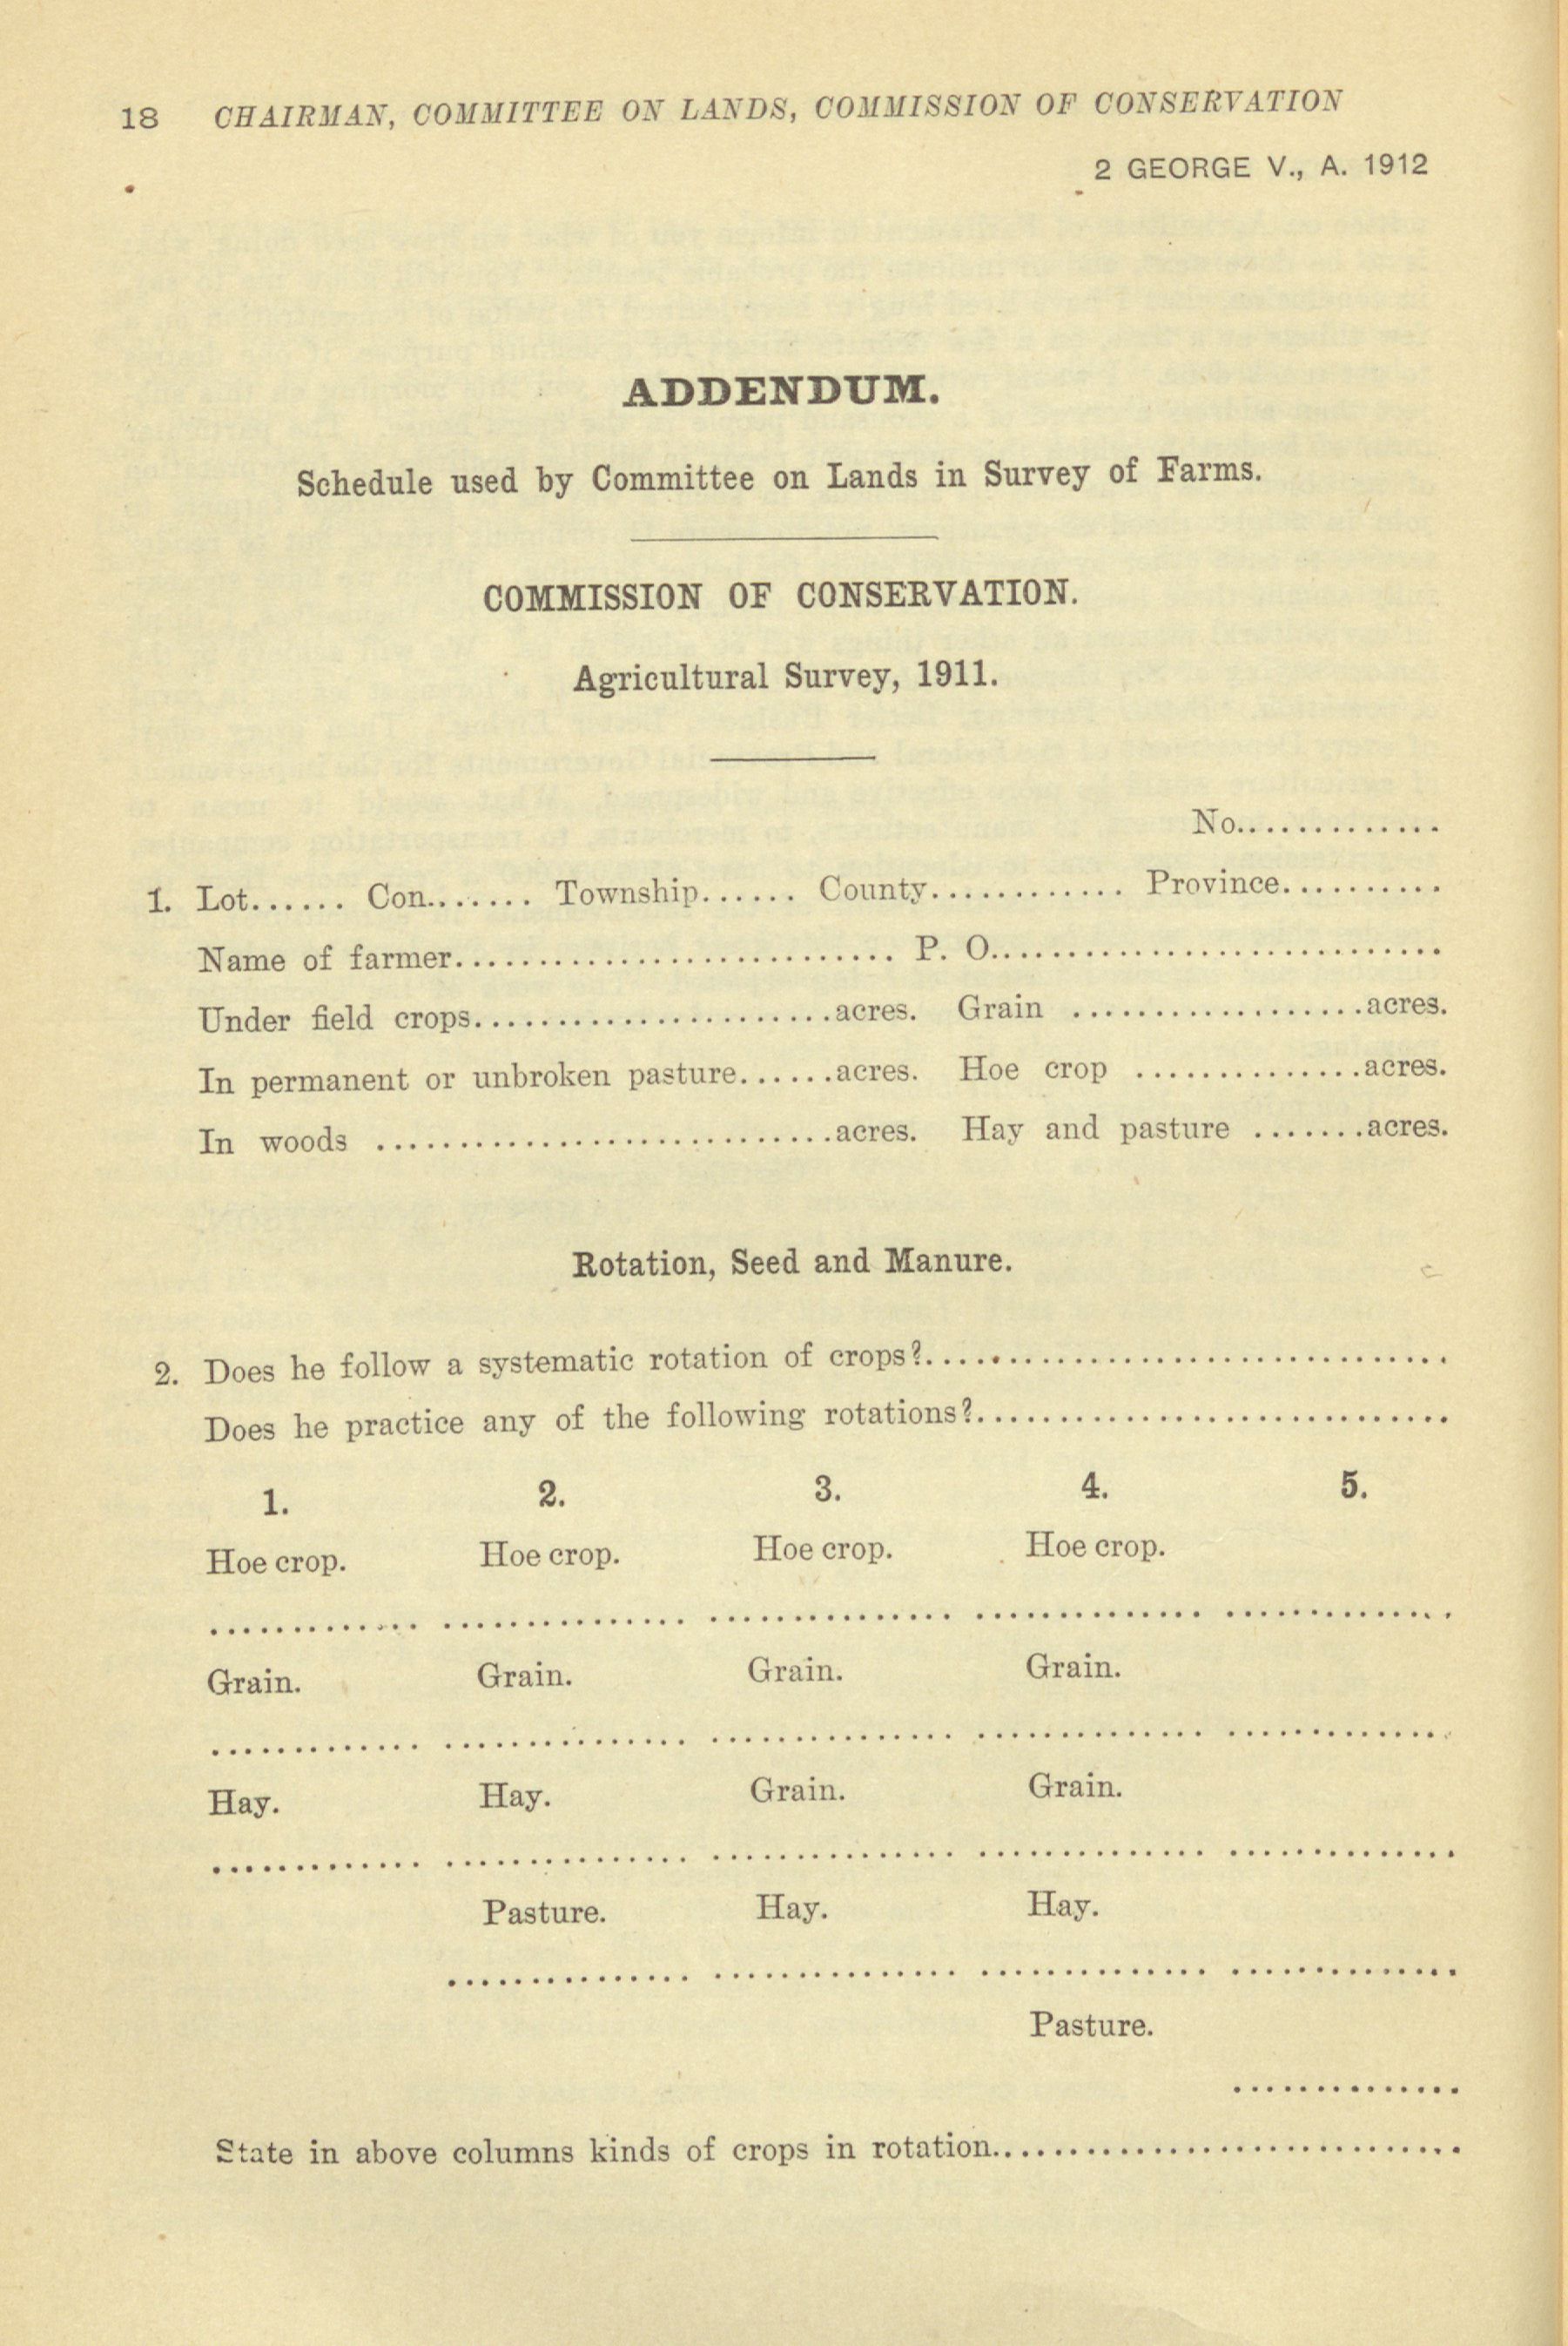 18 CHAIRMAN, COMMITTEE ON LANDS, COMMISSION OF CONSERVATION
2 GEORGE V., A. 1912
ADDENDUM.
Schedule used by Committee on Lands in Survey of Farms.
COMMISSION OF CONSERVATION.
Agricultural Survey, 1911.
No..............
1. Lot...... Con........ Township...... County............ Province..........
Name of farmer........................... P. O............................
Under field crops......................acres. Grain ..................acres.
In permanent or unbroken pasture......acres. Hoe crop ..............acres.
In woods ............................acres. Hay and pasture .......acres.
Rotation, Seed and Manure.
2. Does he follow a systematic rotation of crops?................................
Does he practice any of the following rotations?.............................
1. 2. 3. 4. 5.
Hoe crop. Hoe crop. Hoe crop. Hoe crop.
............. ............... ............... .............. ..............
Grain. Grain. Grain. Grain.
............. ............... ............... .............. ..............
Hay. Hay. Grain. Grain.
............. ............... ............... .............. ..............
Pasture. Hay. Hay.
............... ............... .............. ..............
Pasture.
..............
State in above columns kinds of crops in rotation.............................